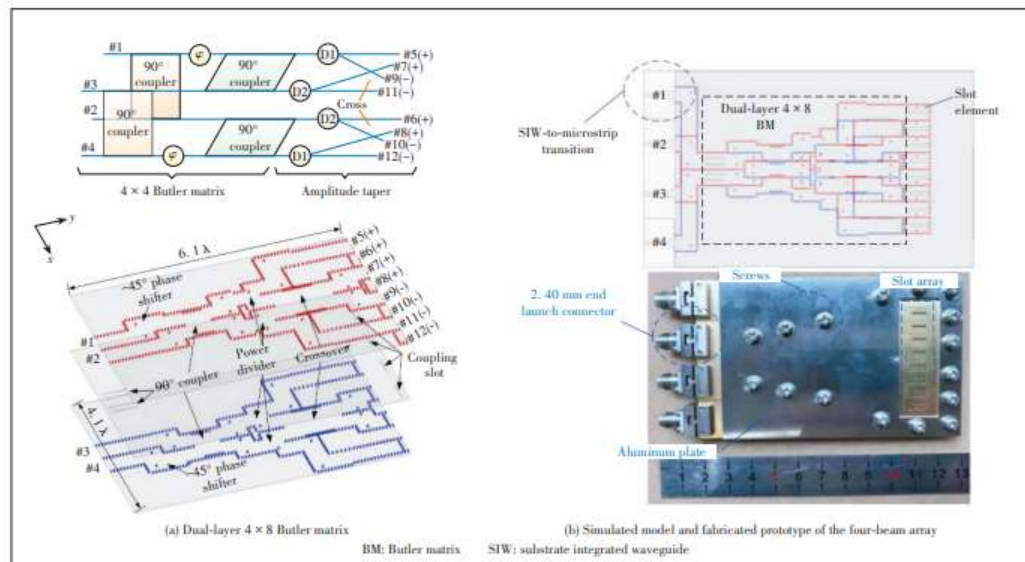 #1
φ
D1
#5(+)
#7(+)
90°
coupler
90°
coupler
#9(−)
#3
D2
#11(−)
#2
Cross
90°
coupler
D2
#6(+)
90°
coupler
#8(+)
#10(−)
#4
φ
D1
#12(−)
4 × 4 Butler matrix
Amplitude taper
y
x
6. 1 λ
#5(+)
#6(+)
#7(+)
#8(+)
#9(-)
#10(-)
#11(-)
#12(-)
~45° phase
shifter
#1
#2
90° coupler
Power
divider
Crossover
Coupling
slot
4.1 λ
#3
#4
45° phase
shifter
(a) Dual-layer 4 × 8 Butler matrix
#1
Dual-layer 4 × 8
BM
Slot
element
SIW-to-microstrip
transition
#2
#3
#4
Screws
Slot array
2. 40 mm end
launch connector
Aluminum plate
1 2 3 4 5 6 7 8 9 10 11 12 13
(b) Simulated model and fabricated prototype of the four-beam array
BM: Butler matrix SIW: substrate integrated waveguide